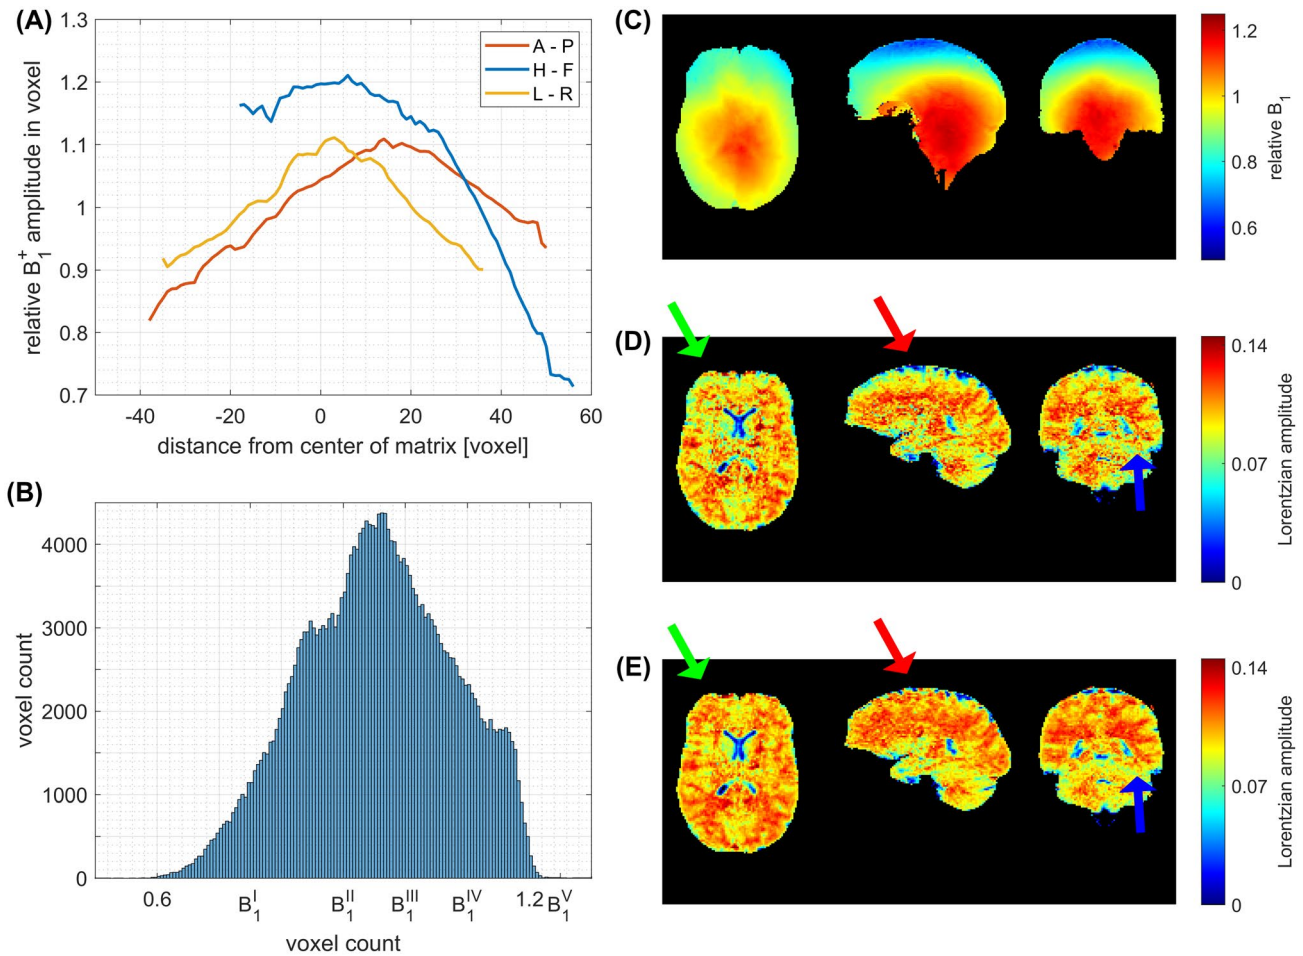 (A)
1.3
1.2
1.1
1
0.9
0.8
0.7
relative B₁⁺ amplitude in voxel
A - P
H - F
L - R
-40 -20 0 20 40 60
distance from center of matrix [voxel]
(B)
4000
3000
2000
1000
0
voxel count
0.6 B₁ᴵ B₁ᴵᴵ B₁ᴵᴵᴵ B₁ᴵⱽ 1.2 B₁ⱽ
voxel count
(C)
1.2
1
0.8
0.6
relative B₁
(D)
0.14
0.07
0
Lorentzian amplitude
(E)
0.14
0.07
0
Lorentzian amplitude